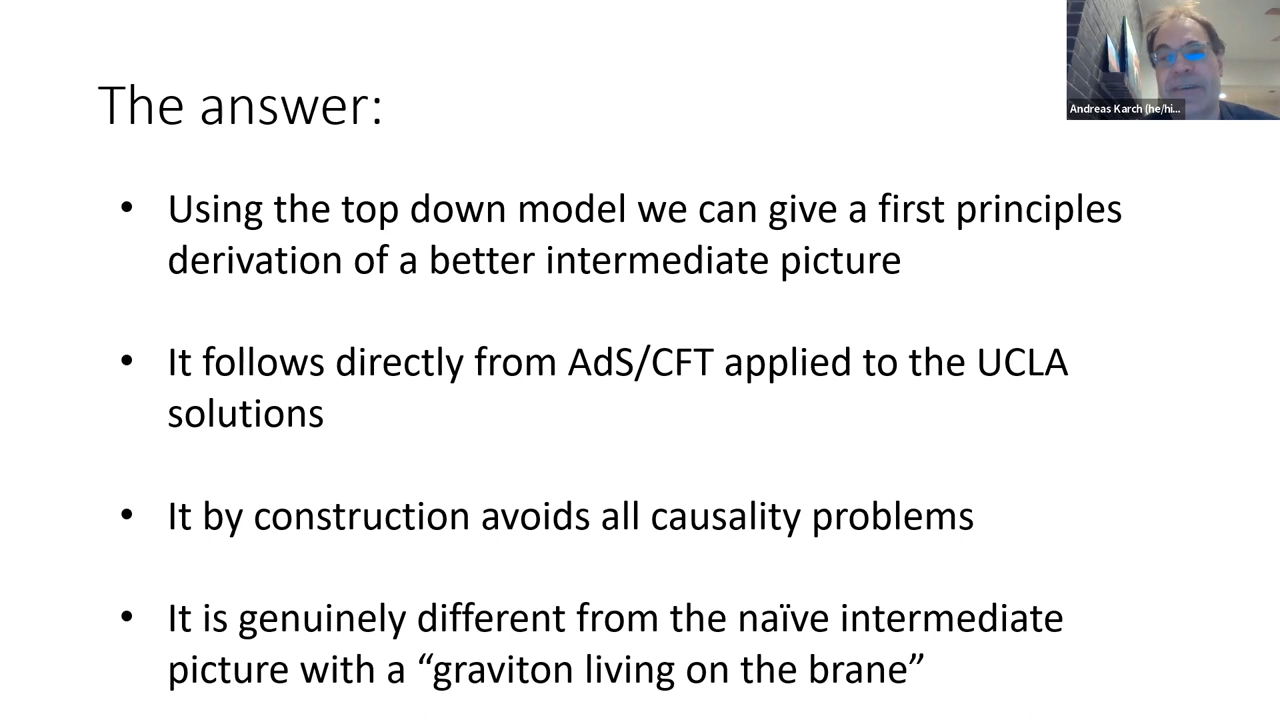 Andreas Karch (he/hi...
The answer:
• Using the top down model we can give a first principles
derivation of a better intermediate picture
• It follows directly from AdS/CFT applied to the UCLA
solutions
• It by construction avoids all causality problems
• It is genuinely different from the naïve intermediate
picture with a “graviton living on the brane”